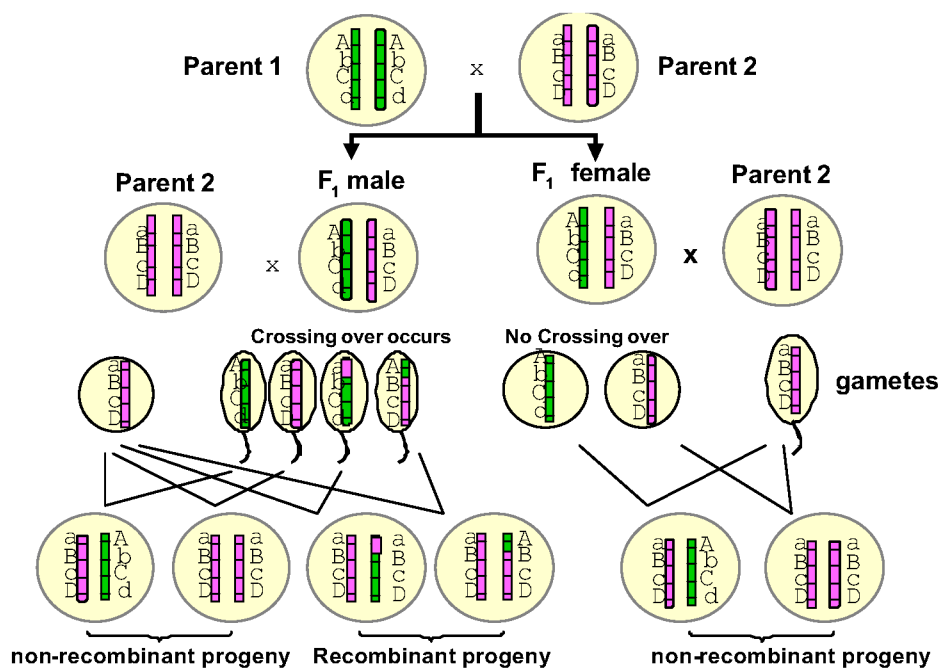 Parent 1
A b C d
A b C d
x
a B c D
a B c D
Parent 2
Parent 2
F1 male
F1 female
Parent 2
a B c D
a B c D
x
A b C d
a B c D
A b C d
a B c D
x
a B c D
a B c D
Crossing over occurs
No Crossing over
a B c D
A b C d
a B c D
a b C d
A B c D
A b C d
a B c D
a B c D
gametes
a B c D
A b C d
a B c D
a B c D
a B c D
a B c D
a B c D
A B c D
a B c D
A b C d
a B c D
a B c D
non-recombinant progeny
Recombinant progeny
non-recombinant progeny